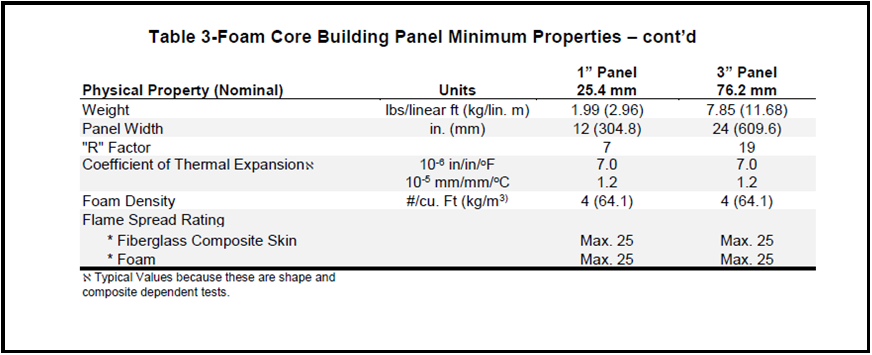 Table 3-Foam Core Building Panel Minimum Properties – cont'd
1” Panel 3” Panel
Physical Property (Nominal) Units 25.4 mm 76.2 mm
Weight lbs/linear ft (kg/lin. m) 1.99 (2.96) 7.85 (11.68)
Panel Width in. (mm) 12 (304.8) 24 (609.6)
"R" Factor 7 19
Coefficient of Thermal Expansionא 10⁻⁶ in/in/ºF 7.0 7.0
10⁻⁵ mm/mm/ºC 1.2 1.2
Foam Density #/cu. Ft (kg/m³⁾ 4 (64.1) 4 (64.1)
Flame Spread Rating
* Fiberglass Composite Skin Max. 25 Max. 25
* Foam Max. 25 Max. 25
א Typical Values because these are shape and
composite dependent tests.